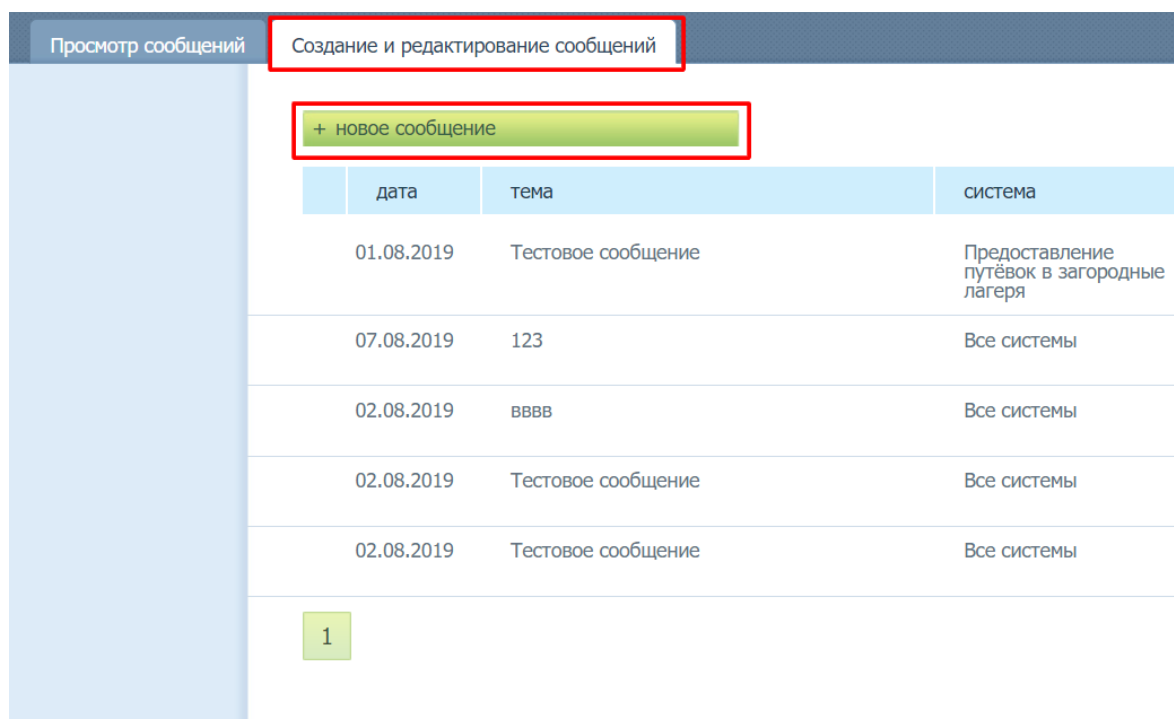 Просмотр сообщений
Создание и редактирование сообщений
+ новое сообщение
дата тема система
01.08.2019 Тестовое сообщение Предоставление
путёвок в загородные
лагеря
07.08.2019 123 Все системы
02.08.2019 вввв Все системы
02.08.2019 Тестовое сообщение Все системы
02.08.2019 Тестовое сообщение Все системы
1